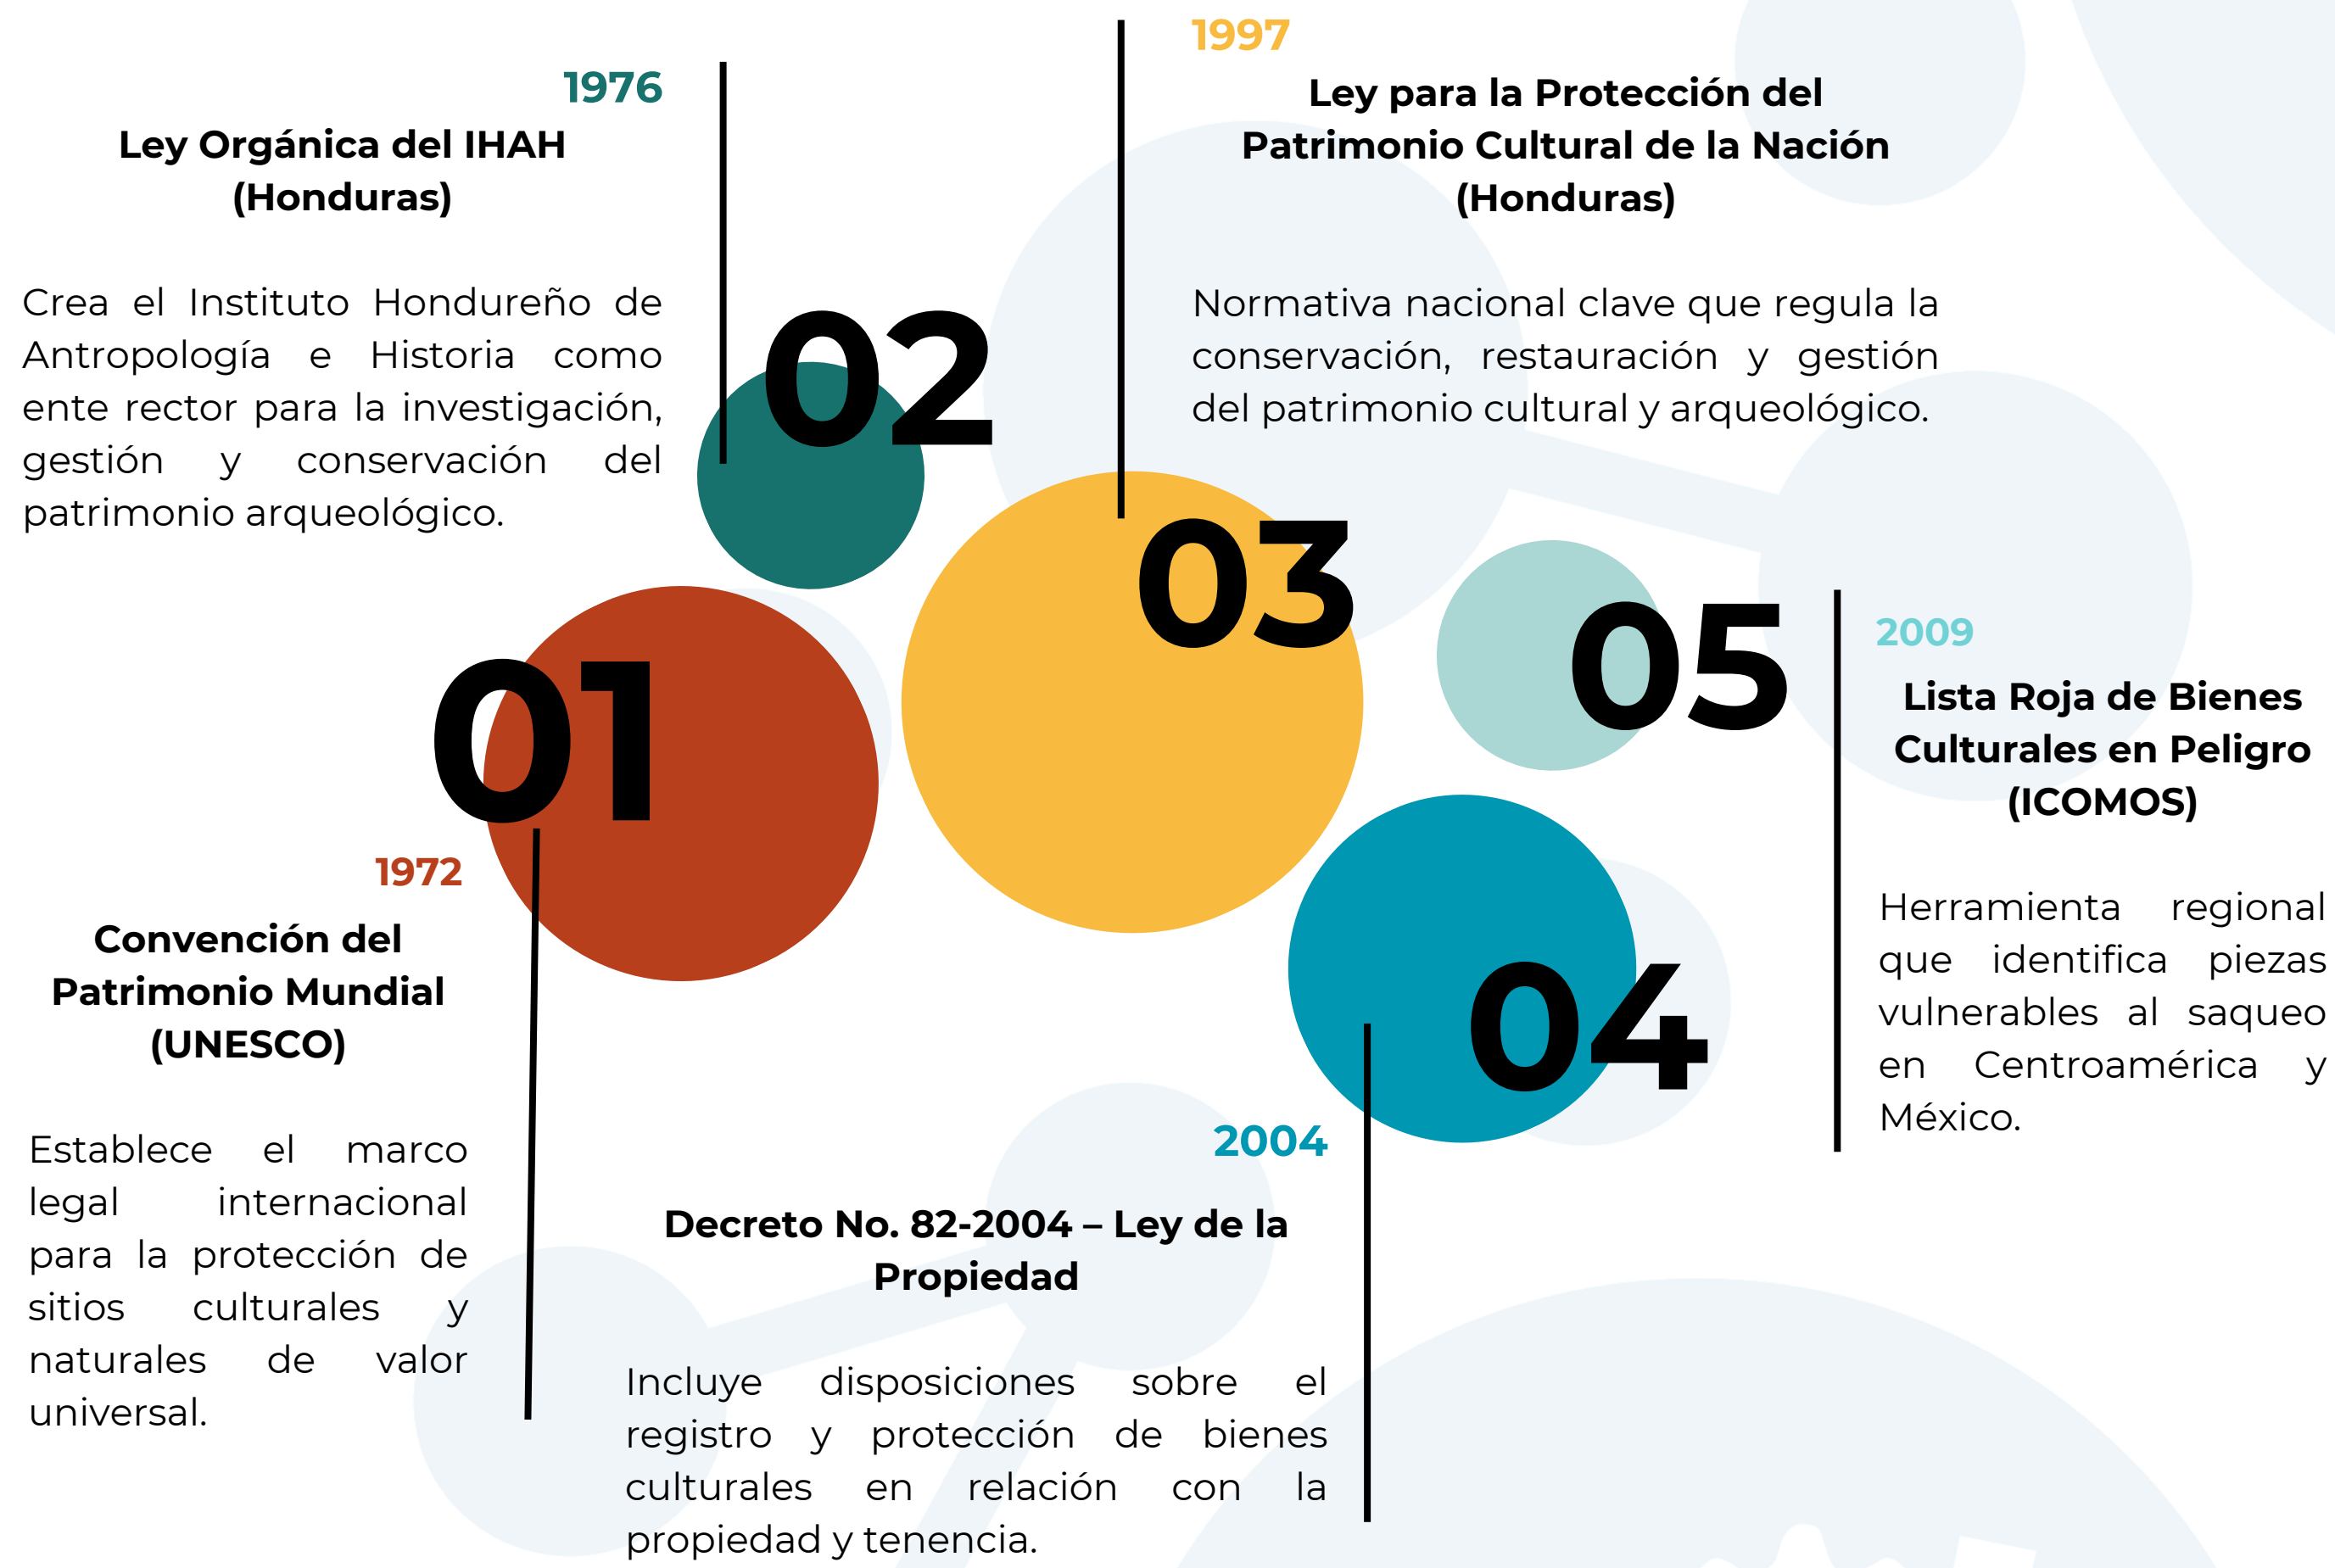 01
1972
Convención del
Patrimonio Mundial
(UNESCO)
Establece el marco
legal internacional
para la protección de
sitios culturales y
naturales de valor
universal.
02
1976
Ley Orgánica del IHAH
(Honduras)
Crea el Instituto Hondureño de
Antropología e Historia como
ente rector para la investigación,
gestión y conservación del
patrimonio arqueológico.
03
1997
Ley para la Protección del
Patrimonio Cultural de la Nación
(Honduras)
Normativa nacional clave que regula la
conservación, restauración y gestión
del patrimonio cultural y arqueológico.
04
2004
Decreto No. 82-2004 – Ley de la
Propiedad
Incluye disposiciones sobre el
registro y protección de bienes
culturales en relación con la
propiedad y tenencia.
05
2009
Lista Roja de Bienes
Culturales en Peligro
(ICOMOS)
Herramienta regional
que identifica piezas
vulnerables al saqueo
en Centroamérica y
México.